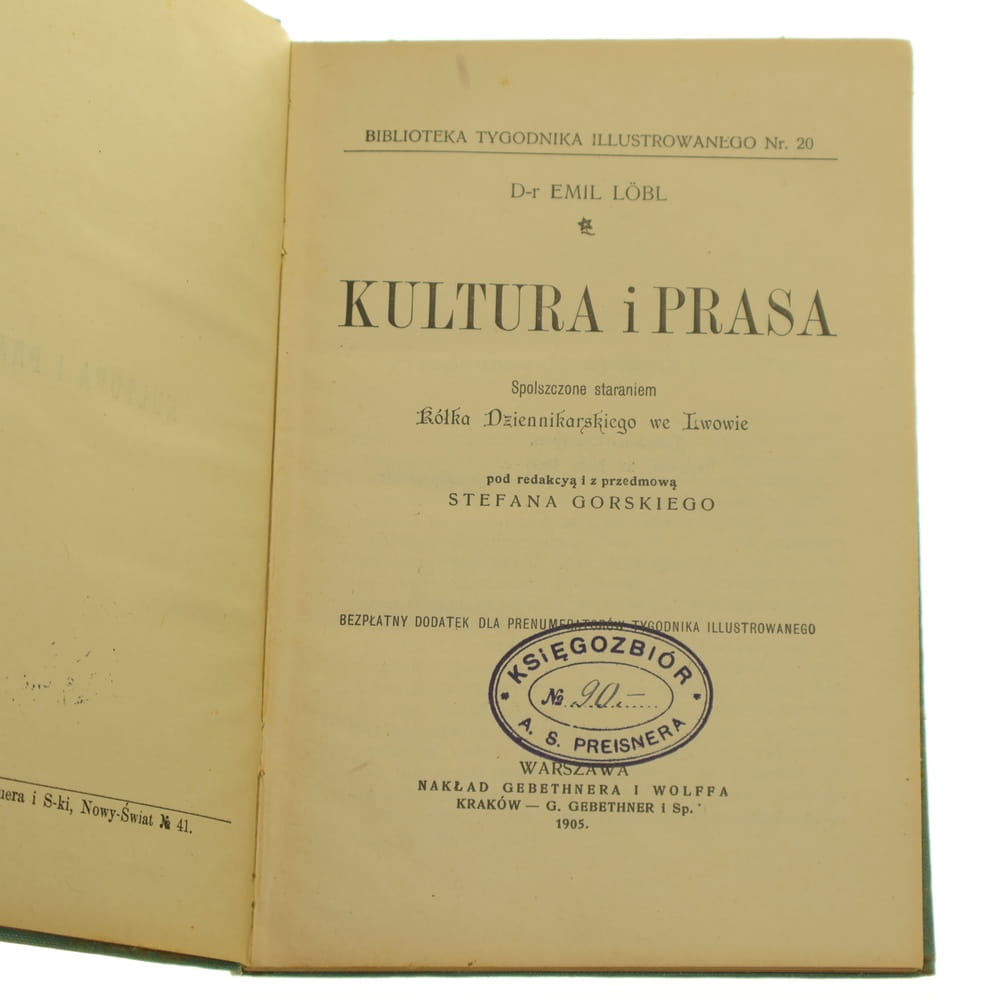 BIBLIOTEKA TYGODNIKA ILLUSTROWANEGO Nr. 20
D-r EMIL LÖBL
KULTURA i PRASA
Spolszczone staraniem
Kółka Dziennikarskiego we Lwowie
pod redakcyą i z przedmową
STEFANA GORSKIEGO
BEZPŁATNY DODATEK DLA PRENUMERATORÓW TYGODNIKA ILLUSTROWANEGO
KSIĘGOZBIÓR
№ 90
A. S. PREISNERA
WARSZAWA
NAKŁAD GEBETHNERA I WOLFFA
KRAKÓW — G. GEBETHNER i Sp.
1905.
i S-ki, Nowy-Świat № 41.